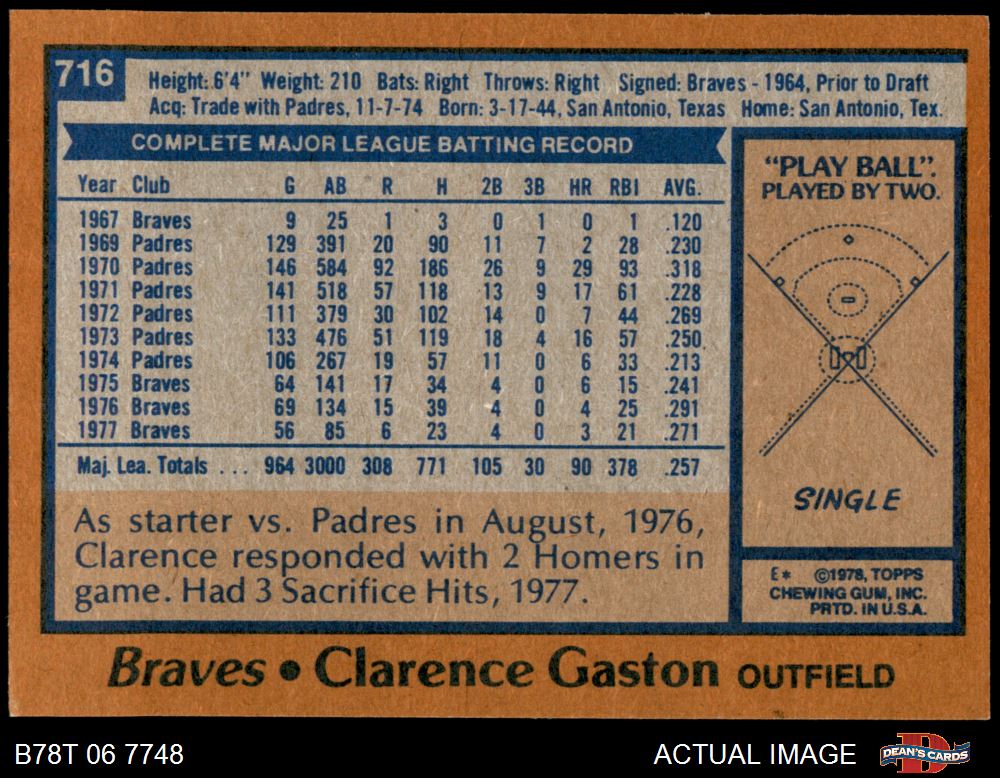 716
Height: 6'4" Weight: 210 Bats: Right Throws: Right Signed: Braves - 1964, Prior to Draft
Acq: Trade with Padres, 11-7-74 Born: 3-17-44, San Antonio, Texas Home: San Antonio, Tex.
COMPLETE MAJOR LEAGUE BATTING RECORD
Year Club G AB R H 2B 3B HR RBI AVG.
1967 Braves 9 25 1 3 0 1 0 1 .120
1969 Padres 129 391 20 90 11 7 2 28 .230
1970 Padres 146 584 92 186 26 9 29 93 .318
1971 Padres 141 518 57 118 13 9 17 61 .228
1972 Padres 111 379 30 102 14 0 7 44 .269
1973 Padres 133 476 51 119 18 4 16 57 .250
1974 Padres 106 267 19 57 11 0 6 33 .213
1975 Braves 64 141 17 34 4 0 6 15 .241
1976 Braves 69 134 15 39 4 0 4 25 .291
1977 Braves 56 85 6 23 4 0 3 21 .271
Maj. Lea. Totals ... 964 3000 308 771 105 30 90 378 .257
As starter vs. Padres in August, 1976,
Clarence responded with 2 Homers in
game. Had 3 Sacrifice Hits, 1977.
"PLAY BALL".
PLAYED BY TWO.
SINGLE
E* ©1978, TOPPS
CHEWING GUM, INC.
PRTD. IN U.S.A.
Braves • Clarence Gaston OUTFIELD
B78T 06 7748
ACTUAL IMAGE
DEAN'S CARDS